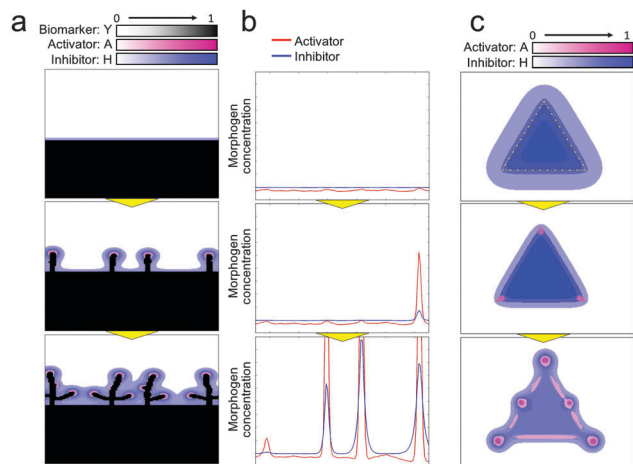 a
0 1
Biomarker: Y
Activator: A
Inhibitor: H
b
Activator
Inhibitor
Morphogen
concentration
Morphogen
concentration
Morphogen
concentration
c
0 1
Activator: A
Inhibitor: H